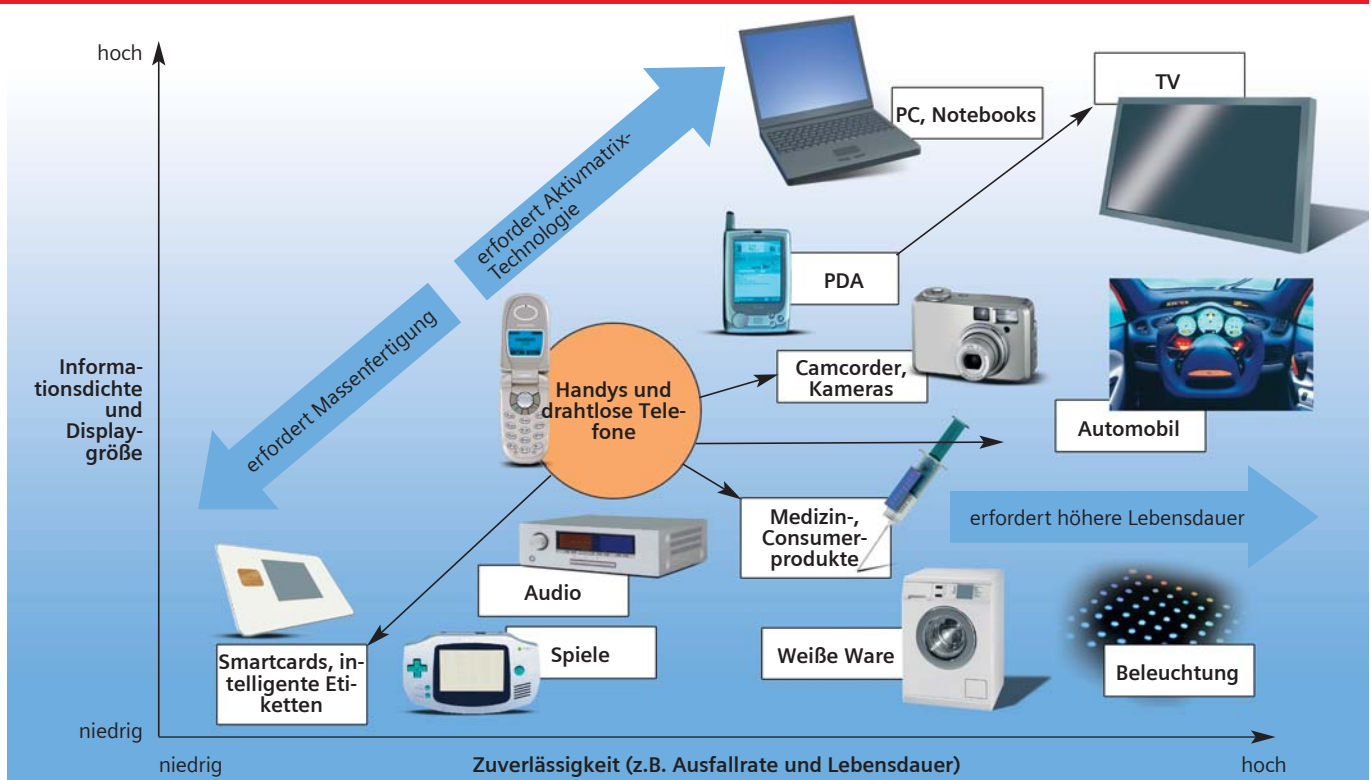 hoch
PC, Notebooks
TV
erfordert Aktivmatrix-
Technologie
PDA
erfordert Massenfertigung
Informa-
tionsdichte
und
Display-
größe
Handys und
drahtlose Tele-
fone
Camcorder,
Kameras
Automobil
Medizin-,
Consumer-
produkte
erfordert höhere Lebensdauer
Audio
Smartcards, in-
telligente Eti-
ketten
Spiele
Weiße Ware
Beleuchtung
niedrig
niedrig
Zuverlässigkeit (z.B. Ausfallrate und Lebensdauer)
hoch